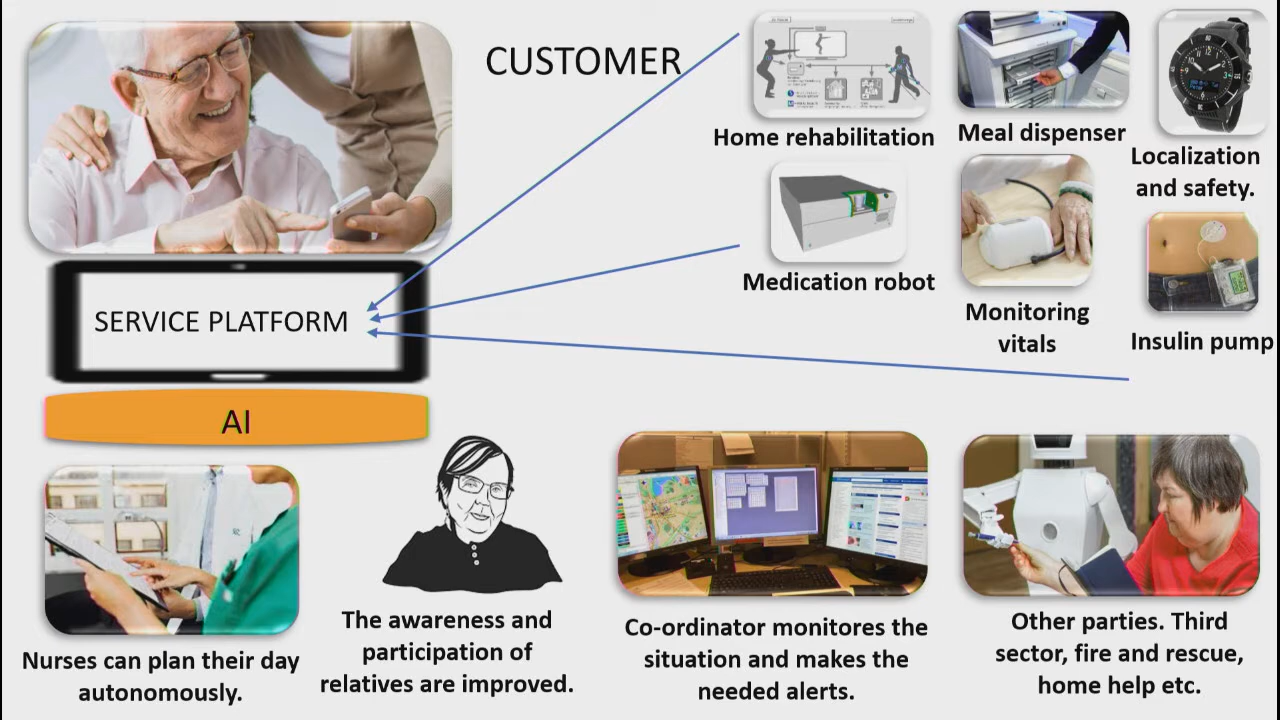 CUSTOMER
Home rehabilitation
Meal dispenser
Localization
and safety.
Medication robot
Monitoring
vitals
Insulin pump
SERVICE PLATFORM
AI
Nurses can plan their day
autonomously.
The awareness and
participation of
relatives are improved.
Co-ordinator monitores the
situation and makes the
needed alerts.
Other parties. Third
sector, fire and rescue,
home help etc.